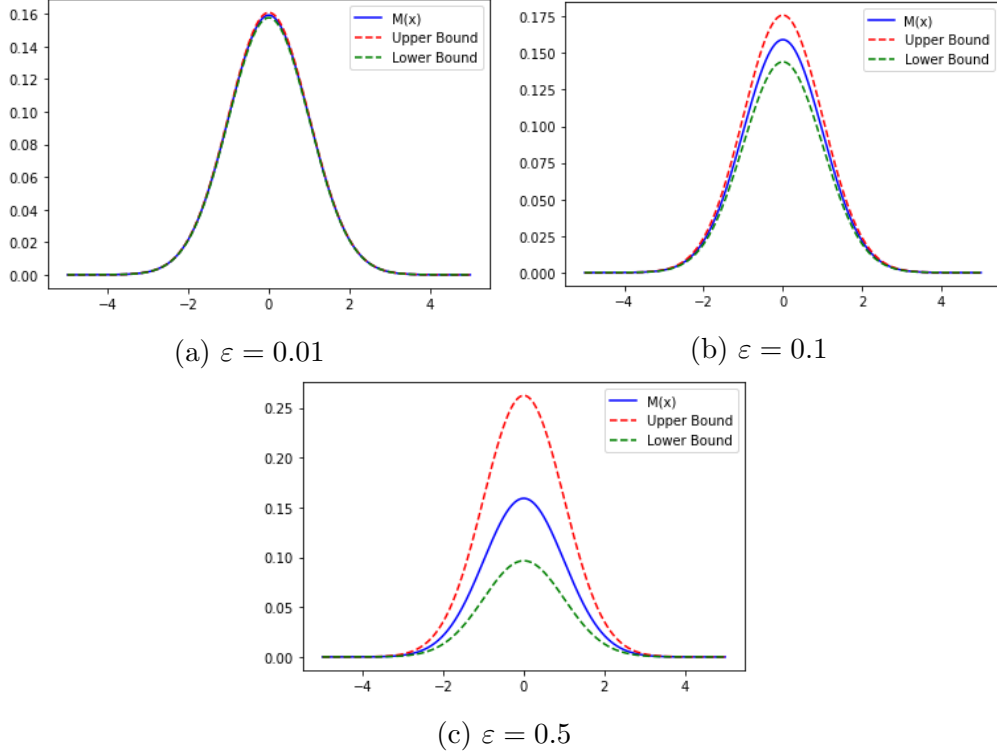 0.16
0.14
0.12
0.10
0.08
0.06
0.04
0.02
0.00
−4 −2 0 2 4
M(x)
Upper Bound
Lower Bound
(a) ε = 0.01
0.175
0.150
0.125
0.100
0.075
0.050
0.025
0.000
−4 −2 0 2 4
M(x)
Upper Bound
Lower Bound
(b) ε = 0.1
0.25
0.20
0.15
0.10
0.05
0.00
−4 −2 0 2 4
M(x)
Upper Bound
Lower Bound
(c) ε = 0.5